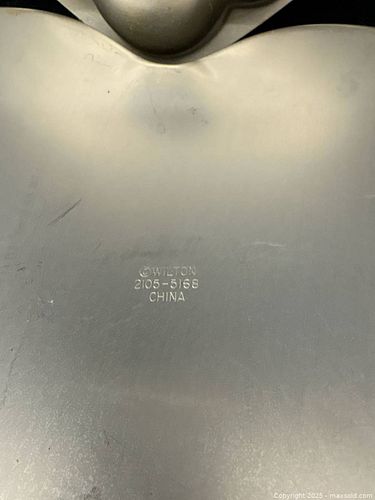 ©WILTON
2105-5168
CHINA
Copyright 2025 - maxsold.com